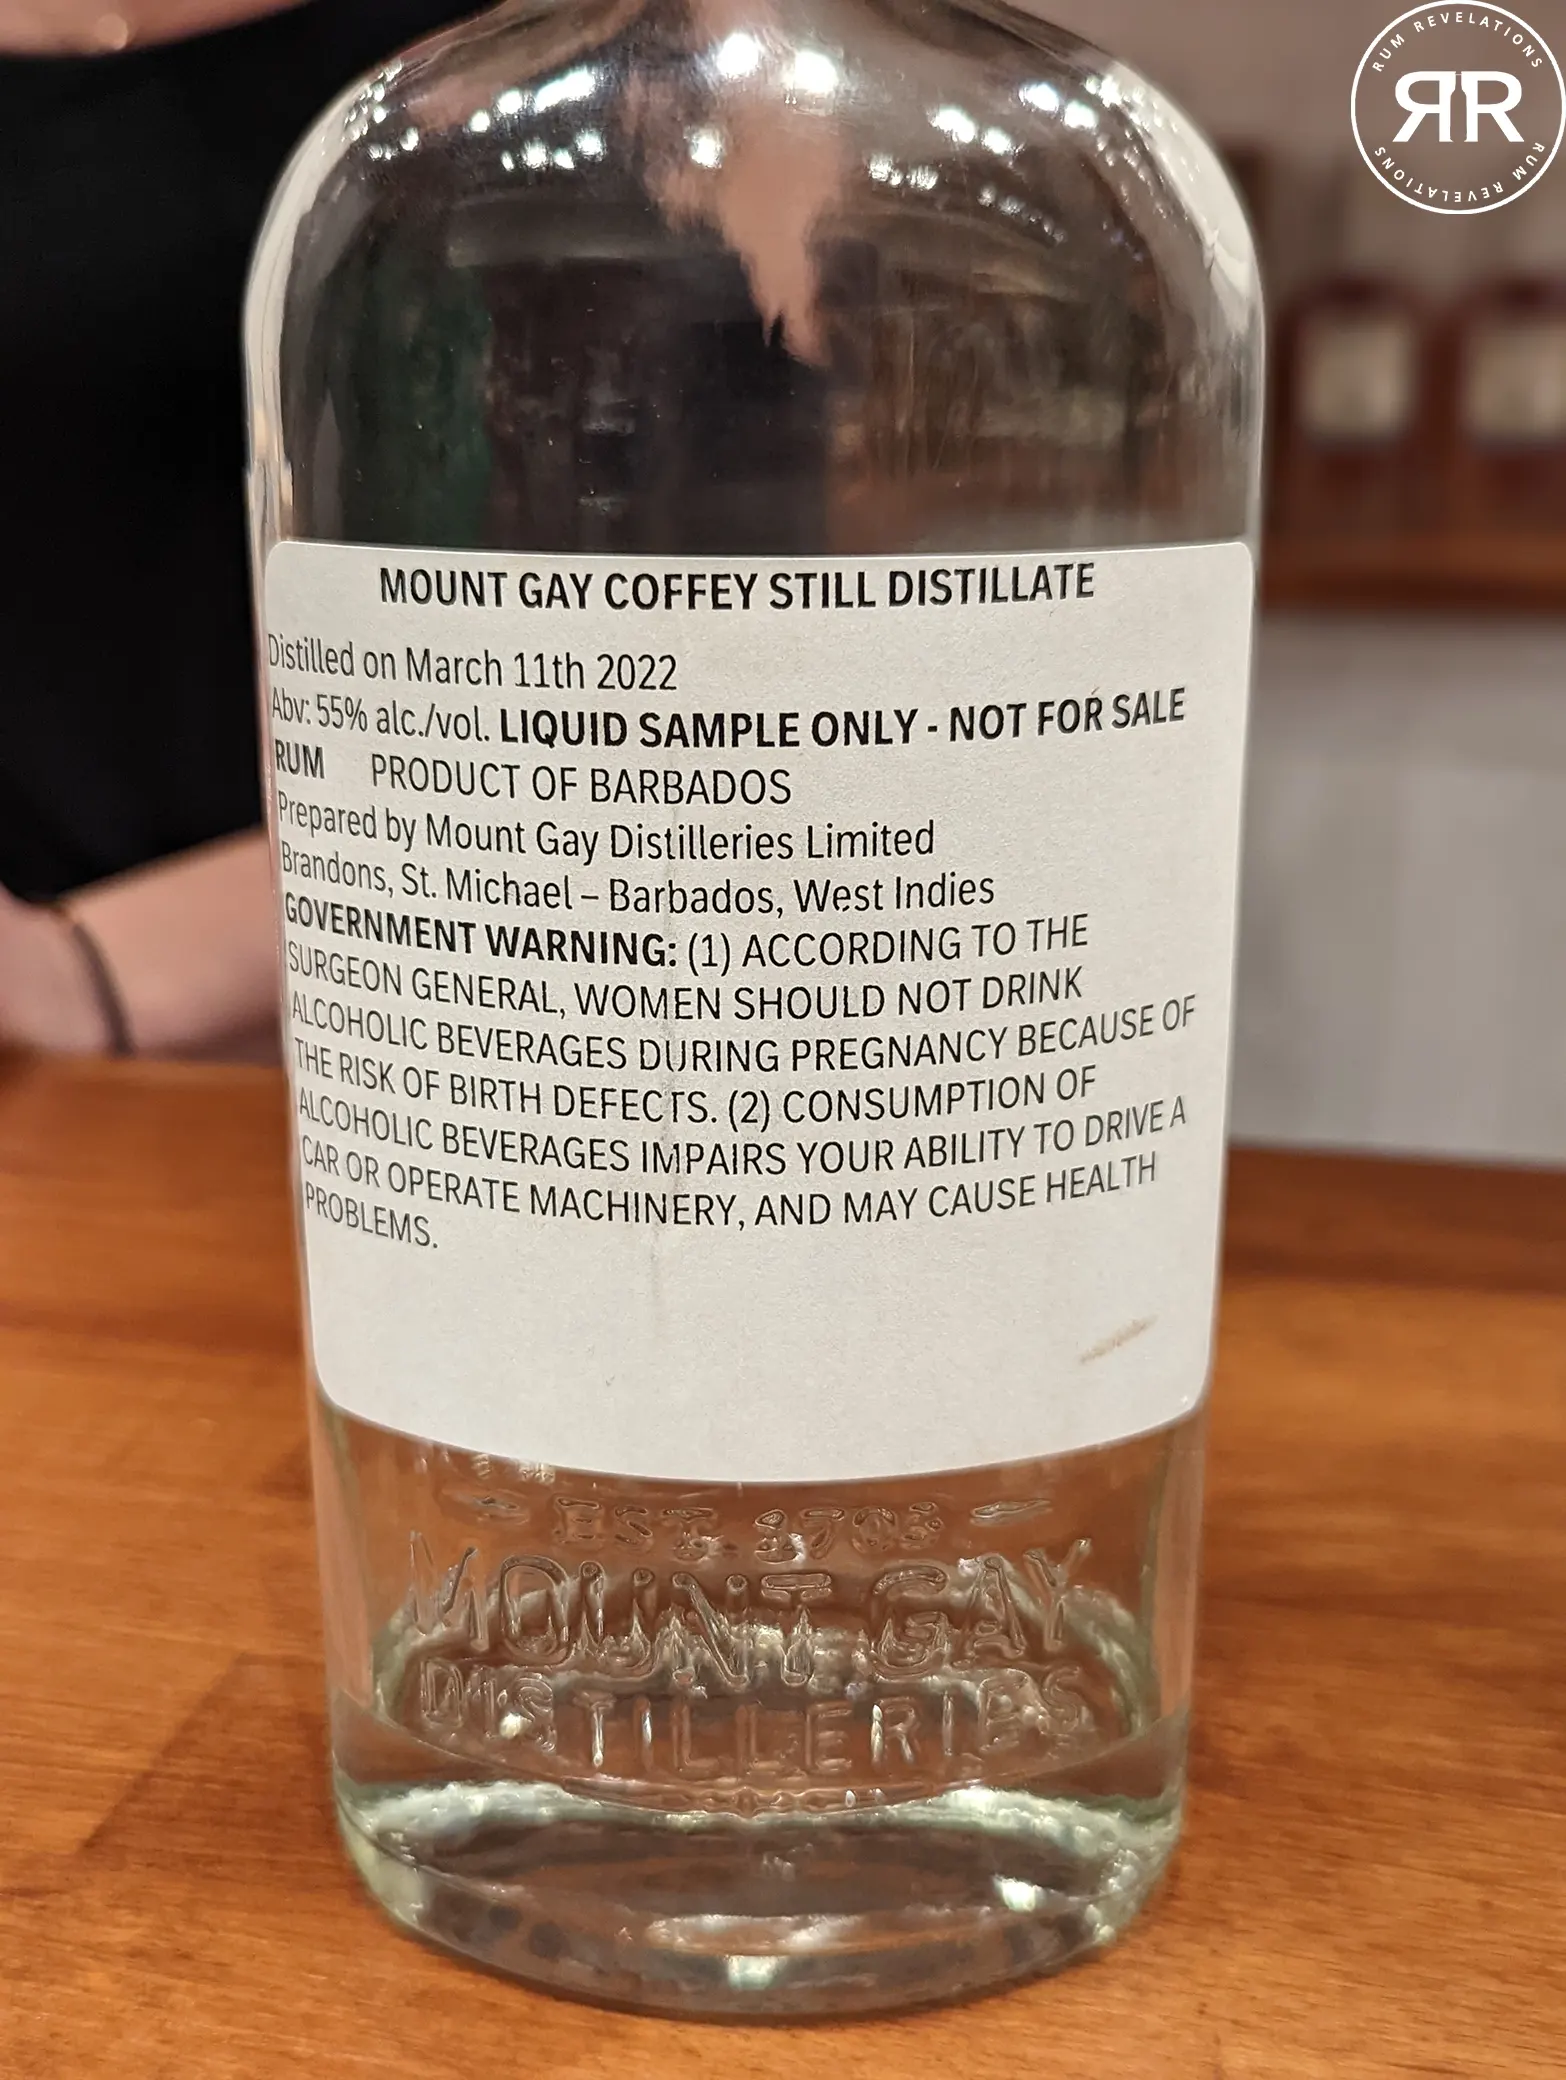 RUM REVELATIONS
RR
RUM REVELATIONS
MOUNT GAY COFFEY STILL DISTILLATE
Distilled on March 11th 2022
Abv: 55% alc./vol. LIQUID SAMPLE ONLY - NOT FOR SALE
RUM PRODUCT OF BARBADOS
Prepared by Mount Gay Distilleries Limited
Brandons, St. Michael – Barbados, West Indies
GOVERNMENT WARNING: (1) ACCORDING TO THE
SURGEON GENERAL, WOMEN SHOULD NOT DRINK
ALCOHOLIC BEVERAGES DURING PREGNANCY BECAUSE OF
THE RISK OF BIRTH DEFECTS. (2) CONSUMPTION OF
ALCOHOLIC BEVERAGES IMPAIRS YOUR ABILITY TO DRIVE A
CAR OR OPERATE MACHINERY, AND MAY CAUSE HEALTH
PROBLEMS.
EST. 1703
MOUNT GAY
DISTILLERIES